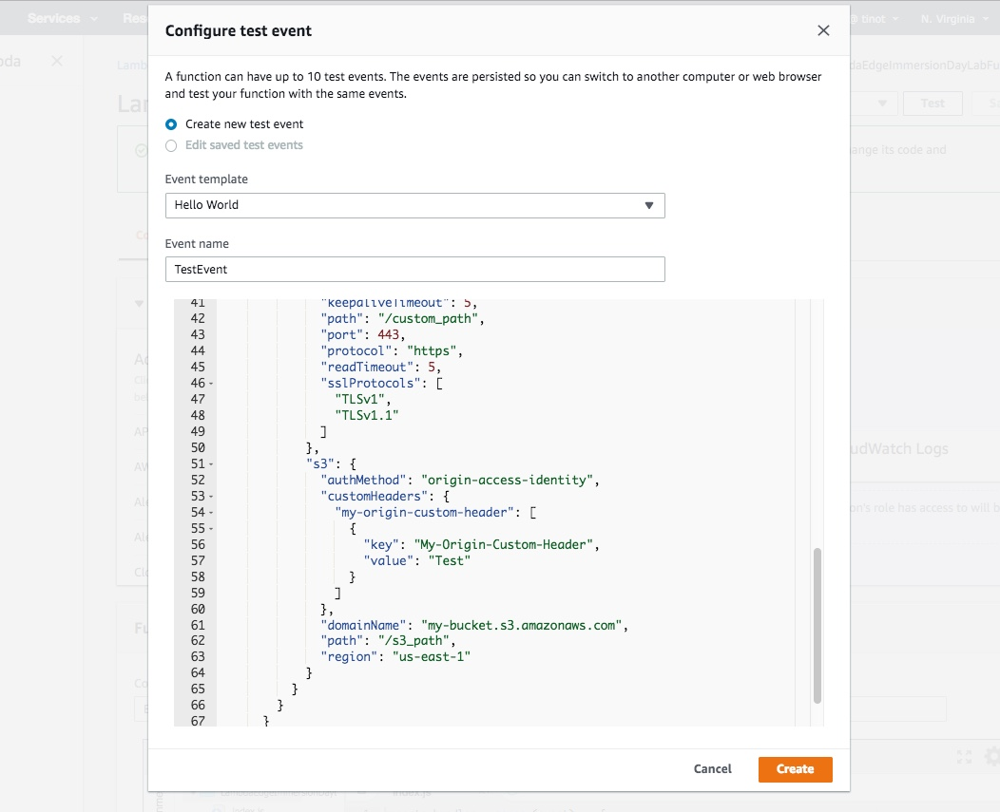 Services
@ tinot
N. Virginia
Configure test event
A function can have up to 10 test events. The events are persisted so you can switch to another computer or web browser
and test your function with the same events.
Create new test event
Edit saved test events
Event template
Hello World
Event name
TestEvent
Test
ange its code and
41 "keepaliveTimeout": 5,
42 "path": "/custom_path",
43 "port": 443,
44 "protocol": "https",
45 "readTimeout": 5,
46 "sslProtocols": [
47 "TLSv1",
48 "TLSv1.1"
49 ]
50 },
51 "s3": {
52 "authMethod": "origin-access-identity",
53 "customHeaders": {
54 "my-origin-custom-header": [
55 {
56 "key": "My-Origin-Custom-Header",
57 "value": "Test"
58 }
59 ]
60 },
61 "domainName": "my-bucket.s3.amazonaws.com",
62 "path": "/s3_path",
63 "region": "us-east-1"
64 }
65 }
66 }
67 }
udWatch Logs
on's role has access to will b
Cancel
Create